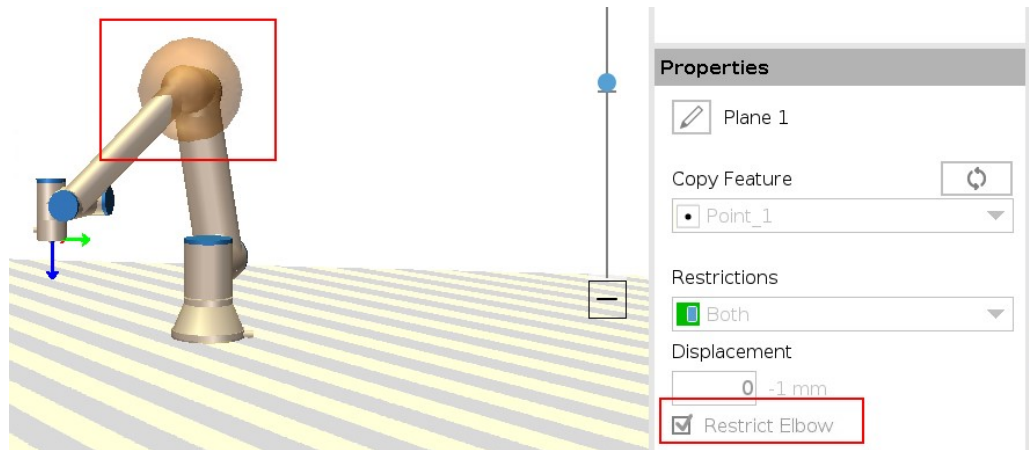 Properties
Plane 1
Copy Feature
Point_1
Restrictions
Both
Displacement
0 -1 mm
Restrict Elbow